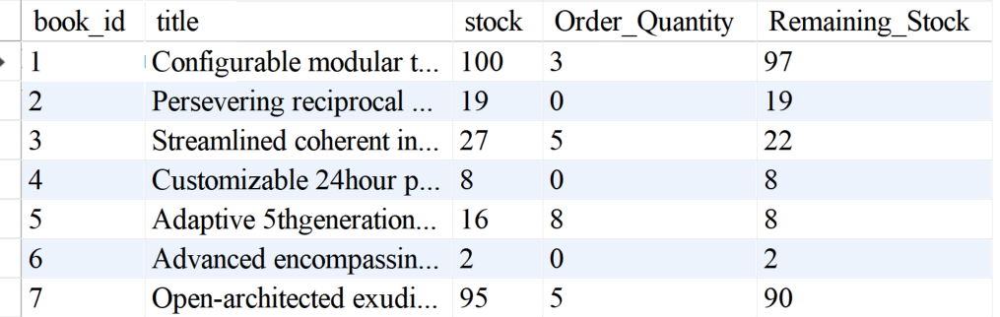 book_id title stock Order_Quantity Remaining_Stock
1 Configurable modular t... 100 3 97
2 Persevering reciprocal ... 19 0 19
3 Streamlined coherent in... 27 5 22
4 Customizable 24hour p... 8 0 8
5 Adaptive 5thgeneration... 16 8 8
6 Advanced encompassin... 2 0 2
7 Open-architected exudi... 95 5 90